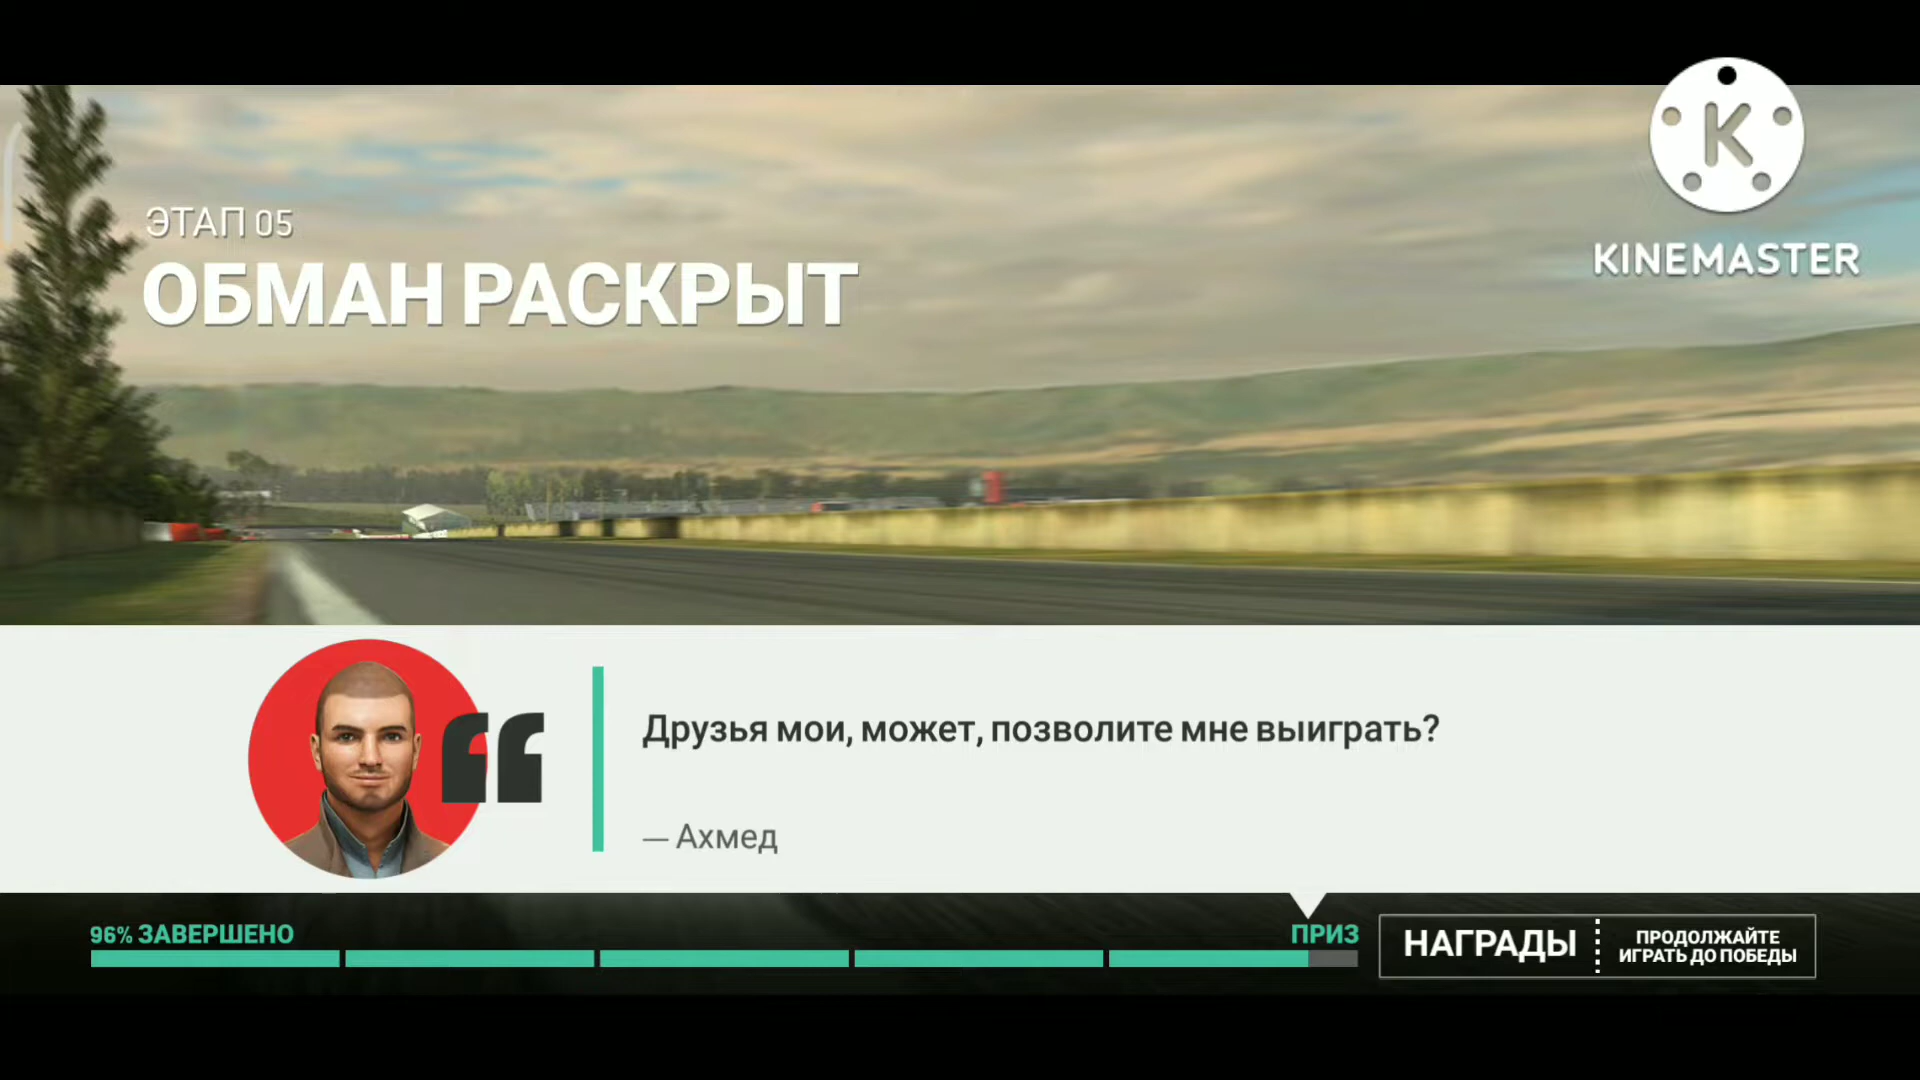 K
KINEMASTER
ЭТАП 05
ОБМАН РАСКРЫТ
Друзья мои, может, позволите мне выиграть?
— Ахмед
96% ЗАВЕРШЕНО
ПРИЗ
НАГРАДЫ
ПРОДОЛЖАЙТЕ
ИГРАТЬ ДО ПОБЕДЫ